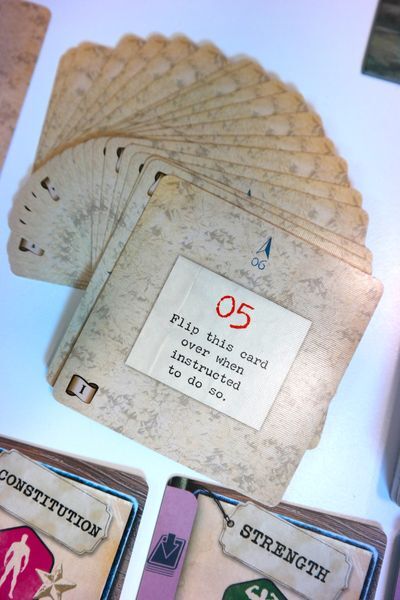 06
05
Flip this card
over when
instructed
to do so.
I
CONSTITUTION
STRENGTH